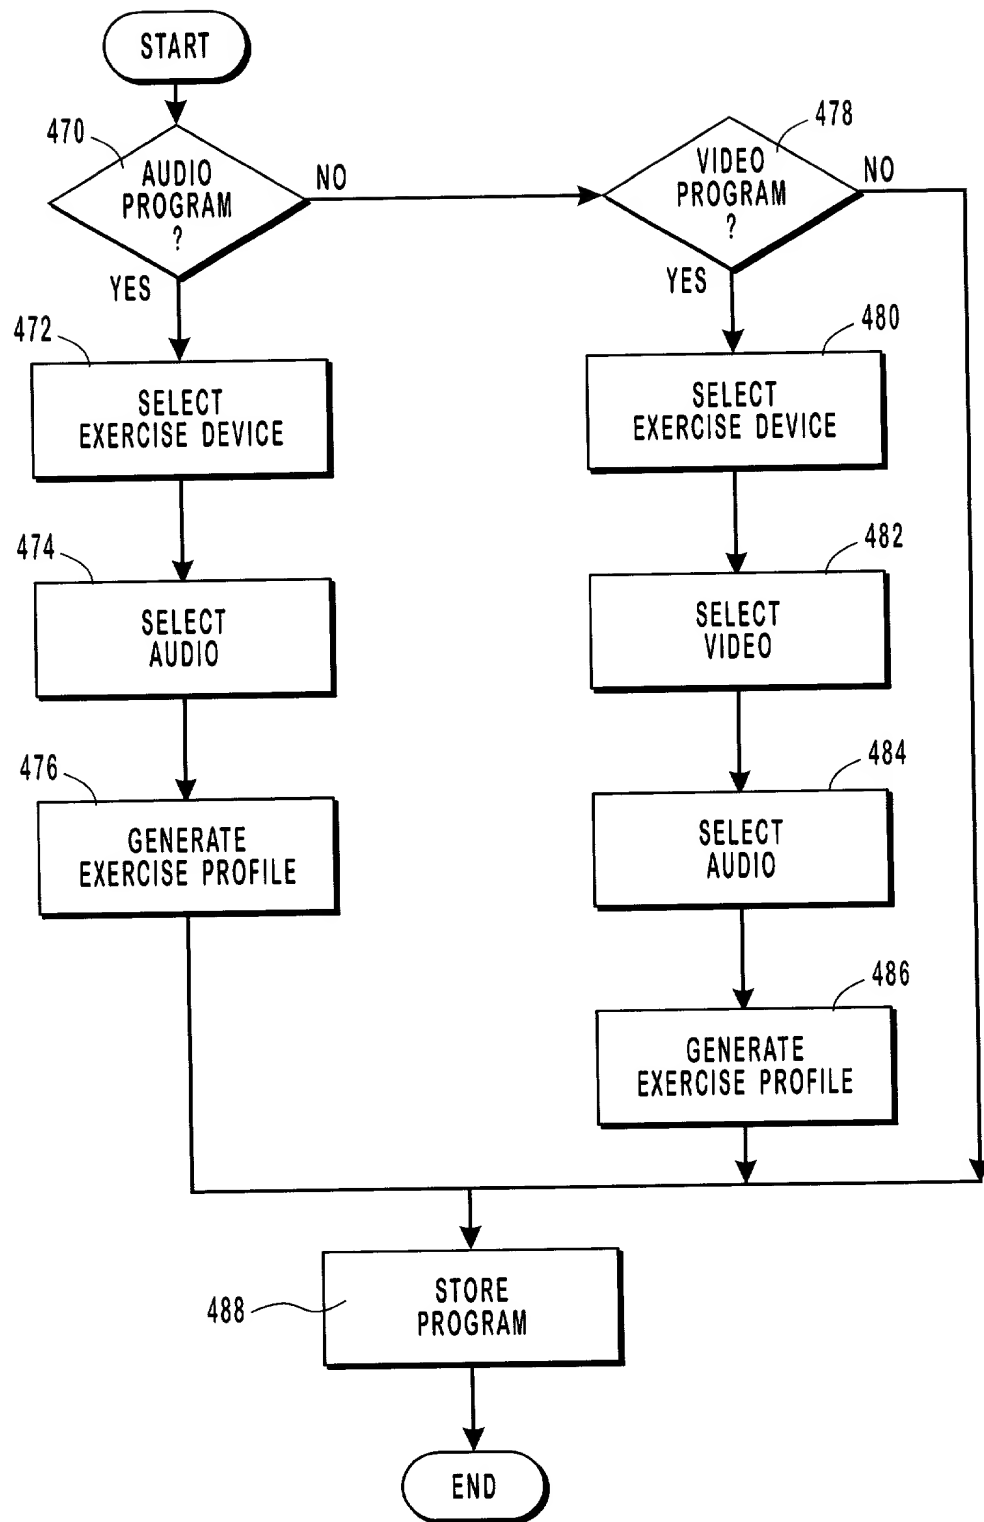 START
470
AUDIO
PROGRAM
?
NO
YES
472
SELECT
EXERCISE DEVICE
474
SELECT
AUDIO
476
GENERATE
EXERCISE PROFILE
478
VIDEO
PROGRAM
?
NO
YES
480
SELECT
EXERCISE DEVICE
482
SELECT
VIDEO
484
SELECT
AUDIO
486
GENERATE
EXERCISE PROFILE
488
STORE
PROGRAM
END